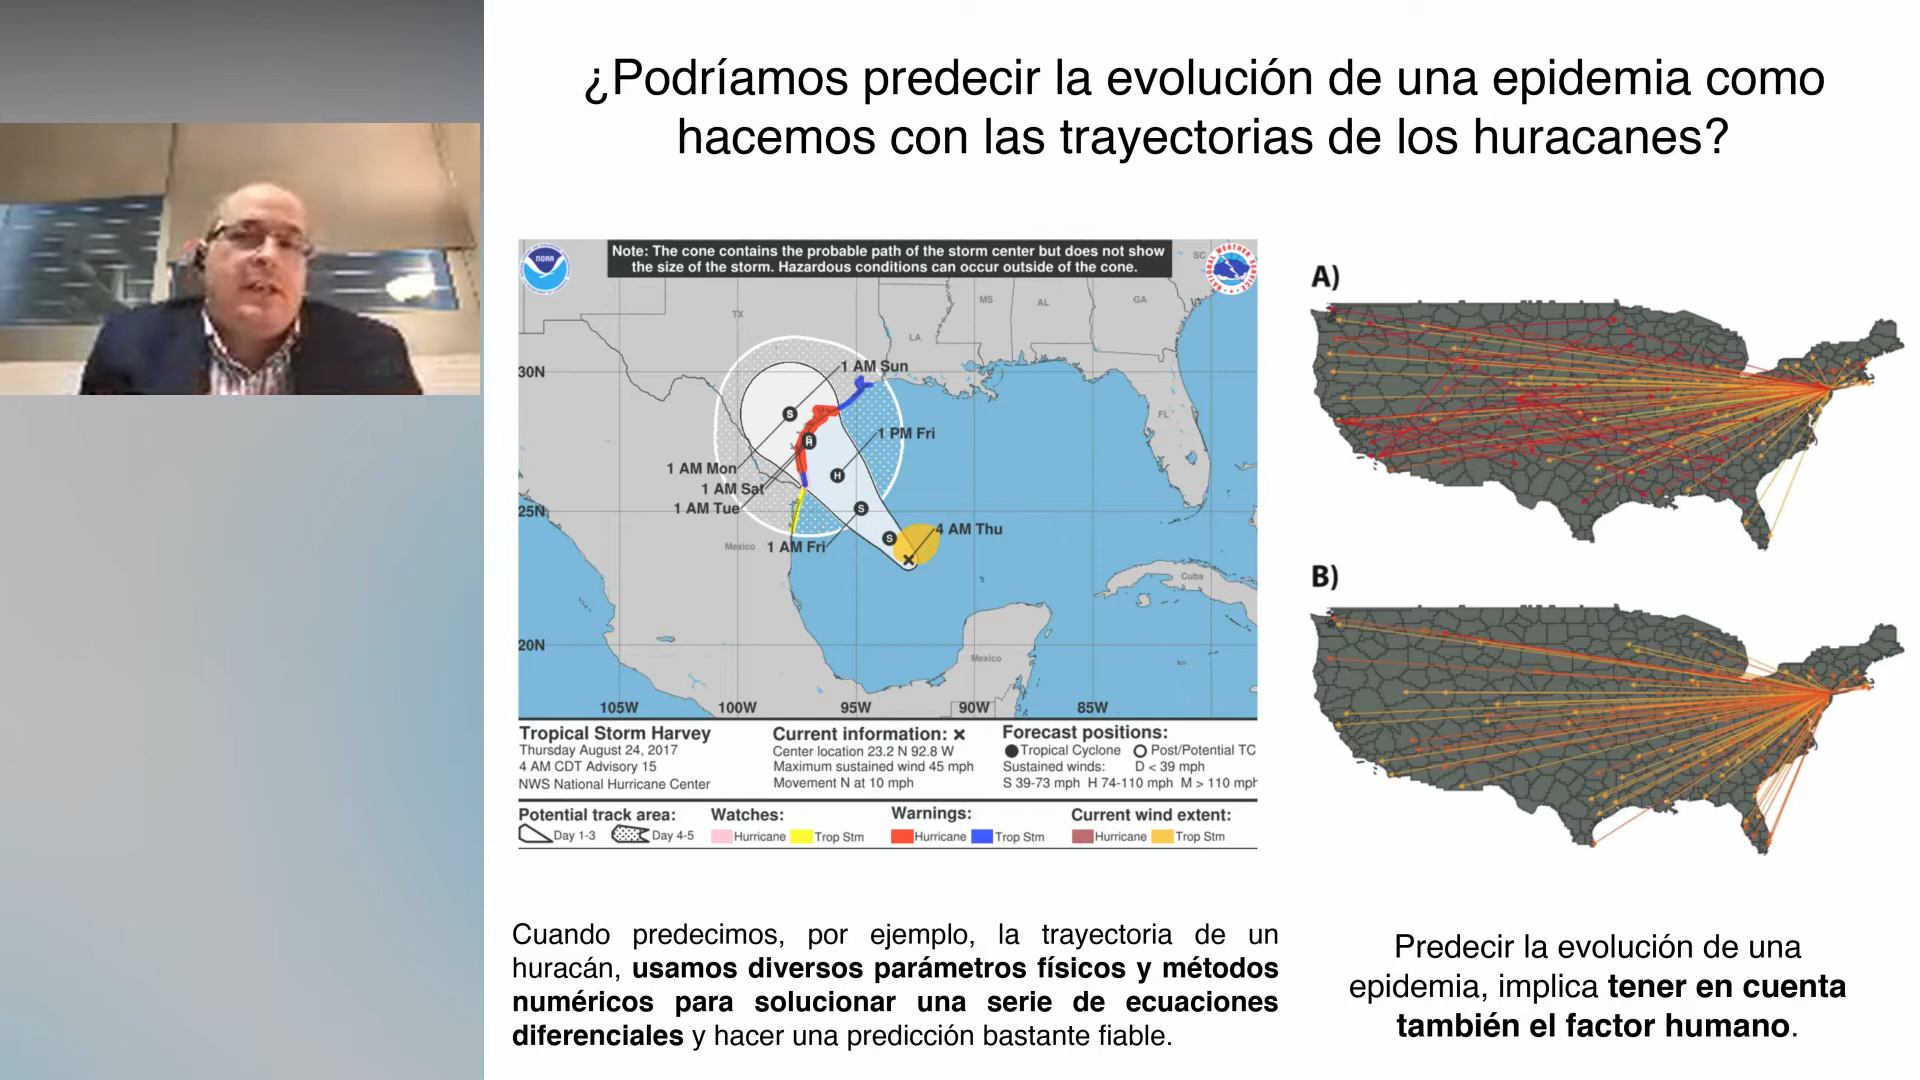 ¿Podríamos predecir la evolución de una epidemia como
hacemos con las trayectorias de los huracanes?
NOAA
Note: The cone contains the probable path of the storm center but does not show
the size of the storm. Hazardous conditions can occur outside of the cone.
SC
TX
MS
AL
GA
LA
FL
30N
25N
20N
1 AM Sun
1 PM Fri
1 AM Mon
1 AM Sat
1 AM Tue
1 AM Fri
4 AM Thu
S
H
S
S
Mexico
Mexico
Cuba
105W
100W
95W
90W
85W
Tropical Storm Harvey
Thursday August 24, 2017
4 AM CDT Advisory 15
NWS National Hurricane Center
Current information: ×
Center location 23.2 N 92.8 W
Maximum sustained wind 45 mph
Movement N at 10 mph
Forecast positions:
Tropical Cyclone Post/Potential TC
Sustained winds: D < 39 mph
S 39-73 mph H 74-110 mph M > 110 mph
Potential track area:
Day 1-3 Day 4-5
Watches:
Hurricane Trop Stm
Warnings:
Hurricane Trop Stm
Current wind extent:
Hurricane Trop Stm
A)
B)
Cuando predecimos, por ejemplo, la trayectoria de un
huracán, usamos diversos parámetros físicos y métodos
numéricos para solucionar una serie de ecuaciones
diferenciales y hacer una predicción bastante fiable.
Predecir la evolución de una
epidemia, implica tener en cuenta
también el factor humano.